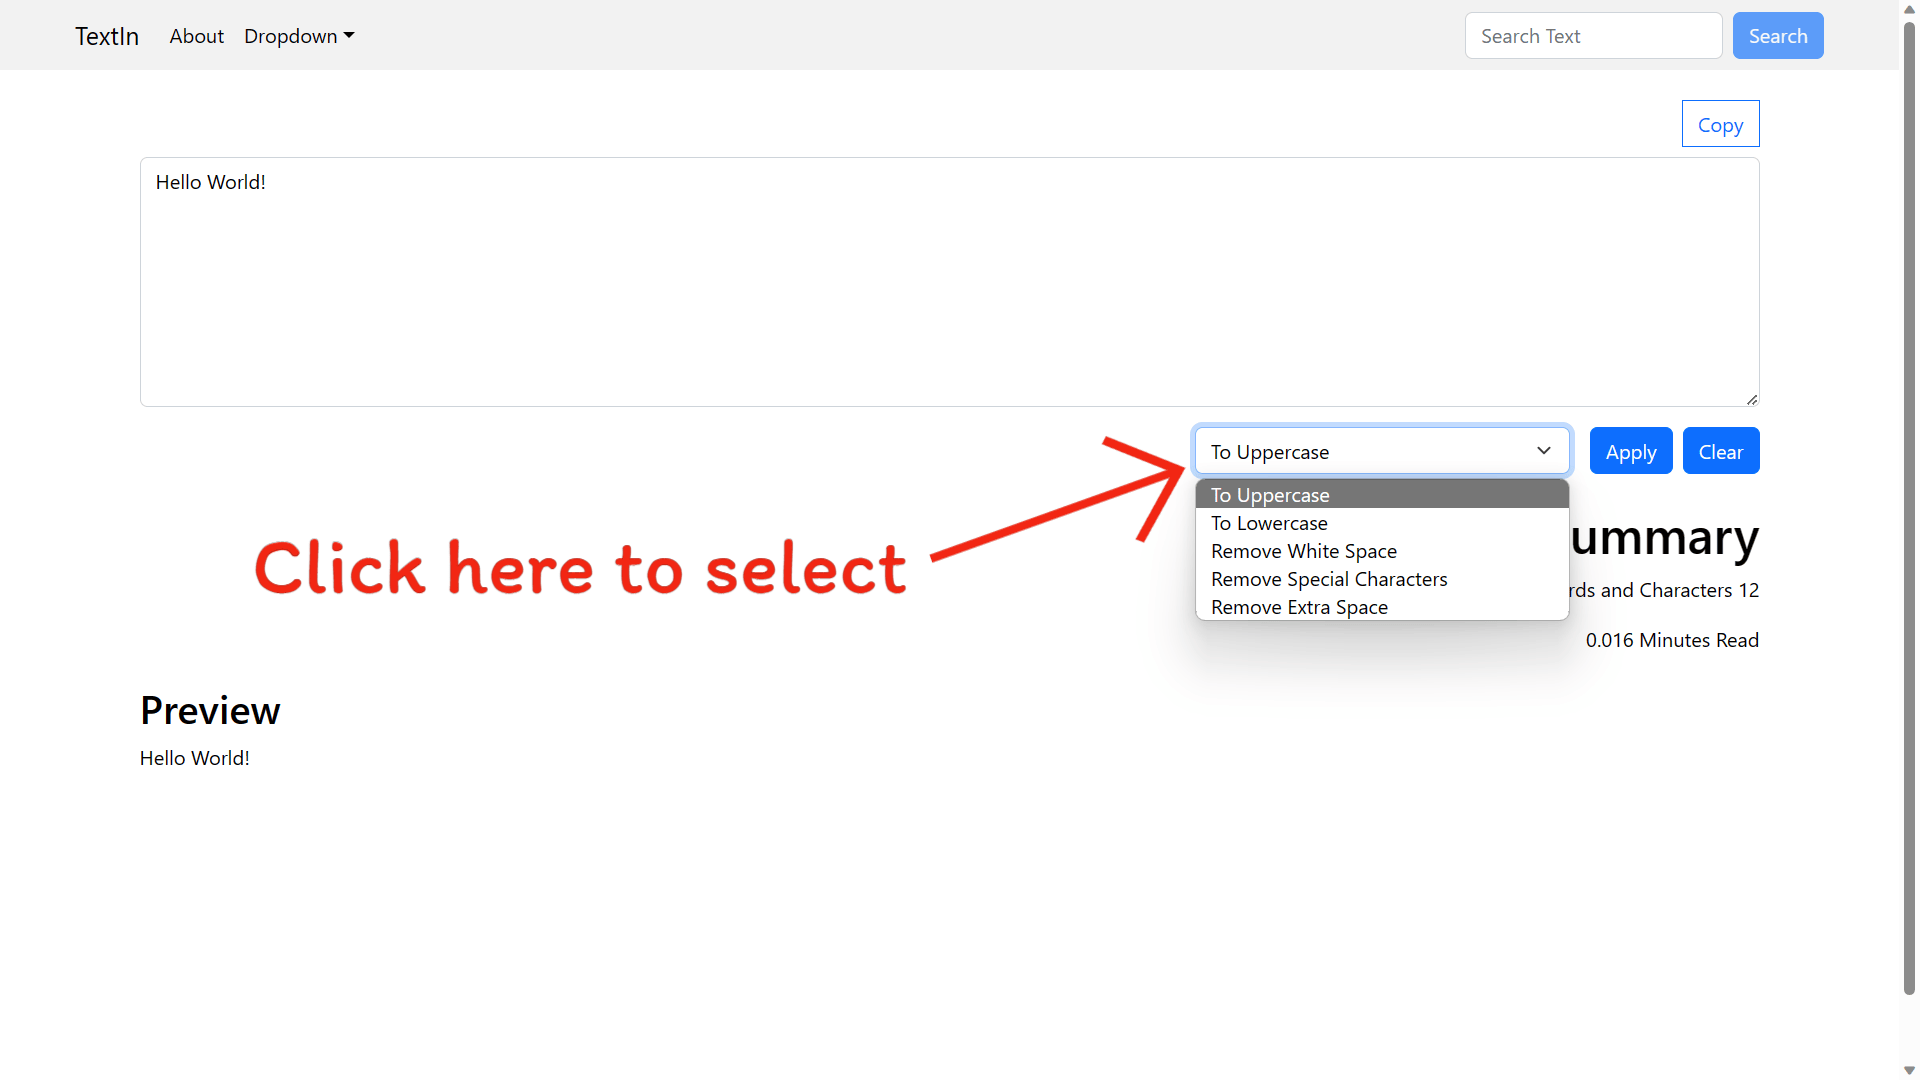 TextIn About Dropdown Search Text Search
Copy
Hello World!
To Uppercase Apply Clear
To Uppercase
To Lowercase
Remove White Space
Remove Special Characters
Remove Extra Space
Click here to select
ummary
rds and Characters 12
0.016 Minutes Read
Preview
Hello World!